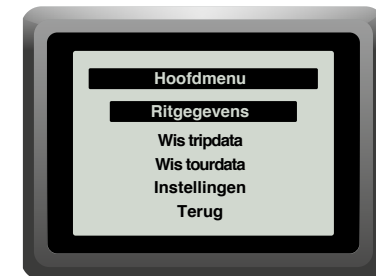 Hoofdmenu
Ritgegevens
Wis tripdata
Wis tourdata
Instellingen
Terug